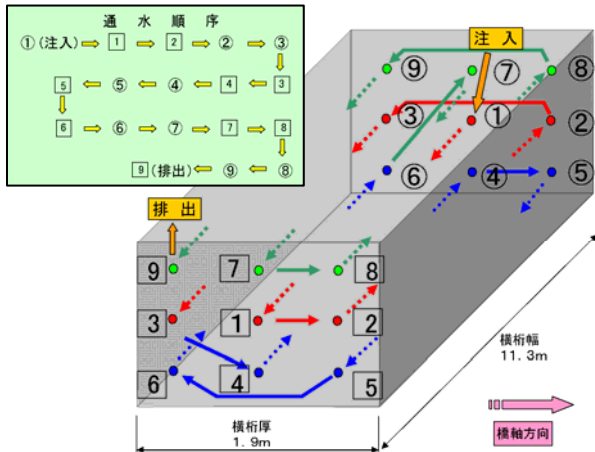 通水順序
①(注入) 1 2 ② ③
5 ⑤ ④ 4 3
6 ⑥ ⑦ 7 8
9(排出) ⑨ ⑧
注入
⑨ ⑦ ⑧
③ ① ②
⑥ ④ ⑤
排出
9 7 8
3 1 2
6 4 5
横桁幅
11.3m
横桁厚
1.9m
橋軸方向